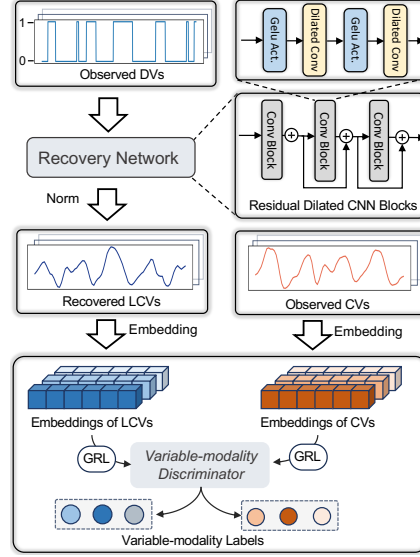 1
0
Observed DVs
Gelu Act.
Dilated Conv
Gelu Act.
Dilated Conv
Recovery Network
Conv Block
Conv Block
Conv Block
Residual Dilated CNN Blocks
Norm
Recovered LCVs
Observed CVs
Embedding
Embedding
Embeddings of LCVs
Embeddings of CVs
GRL
GRL
Variable-modality
Discriminator
Variable-modality Labels